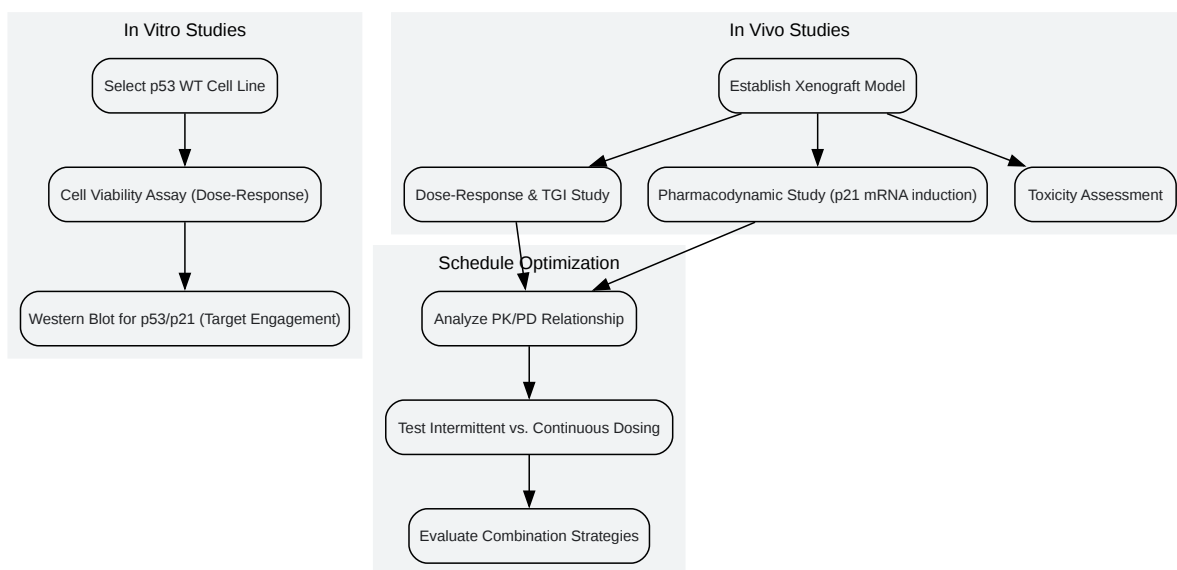 In Vitro Studies
Select p53 WT Cell Line
Cell Viability Assay (Dose-Response)
Western Blot for p53/p21 (Target Engagement)
In Vivo Studies
Establish Xenograft Model
Dose-Response & TGI Study
Pharmacodynamic Study (p21 mRNA induction)
Toxicity Assessment
Schedule Optimization
Analyze PK/PD Relationship
Test Intermittent vs. Continuous Dosing
Evaluate Combination Strategies